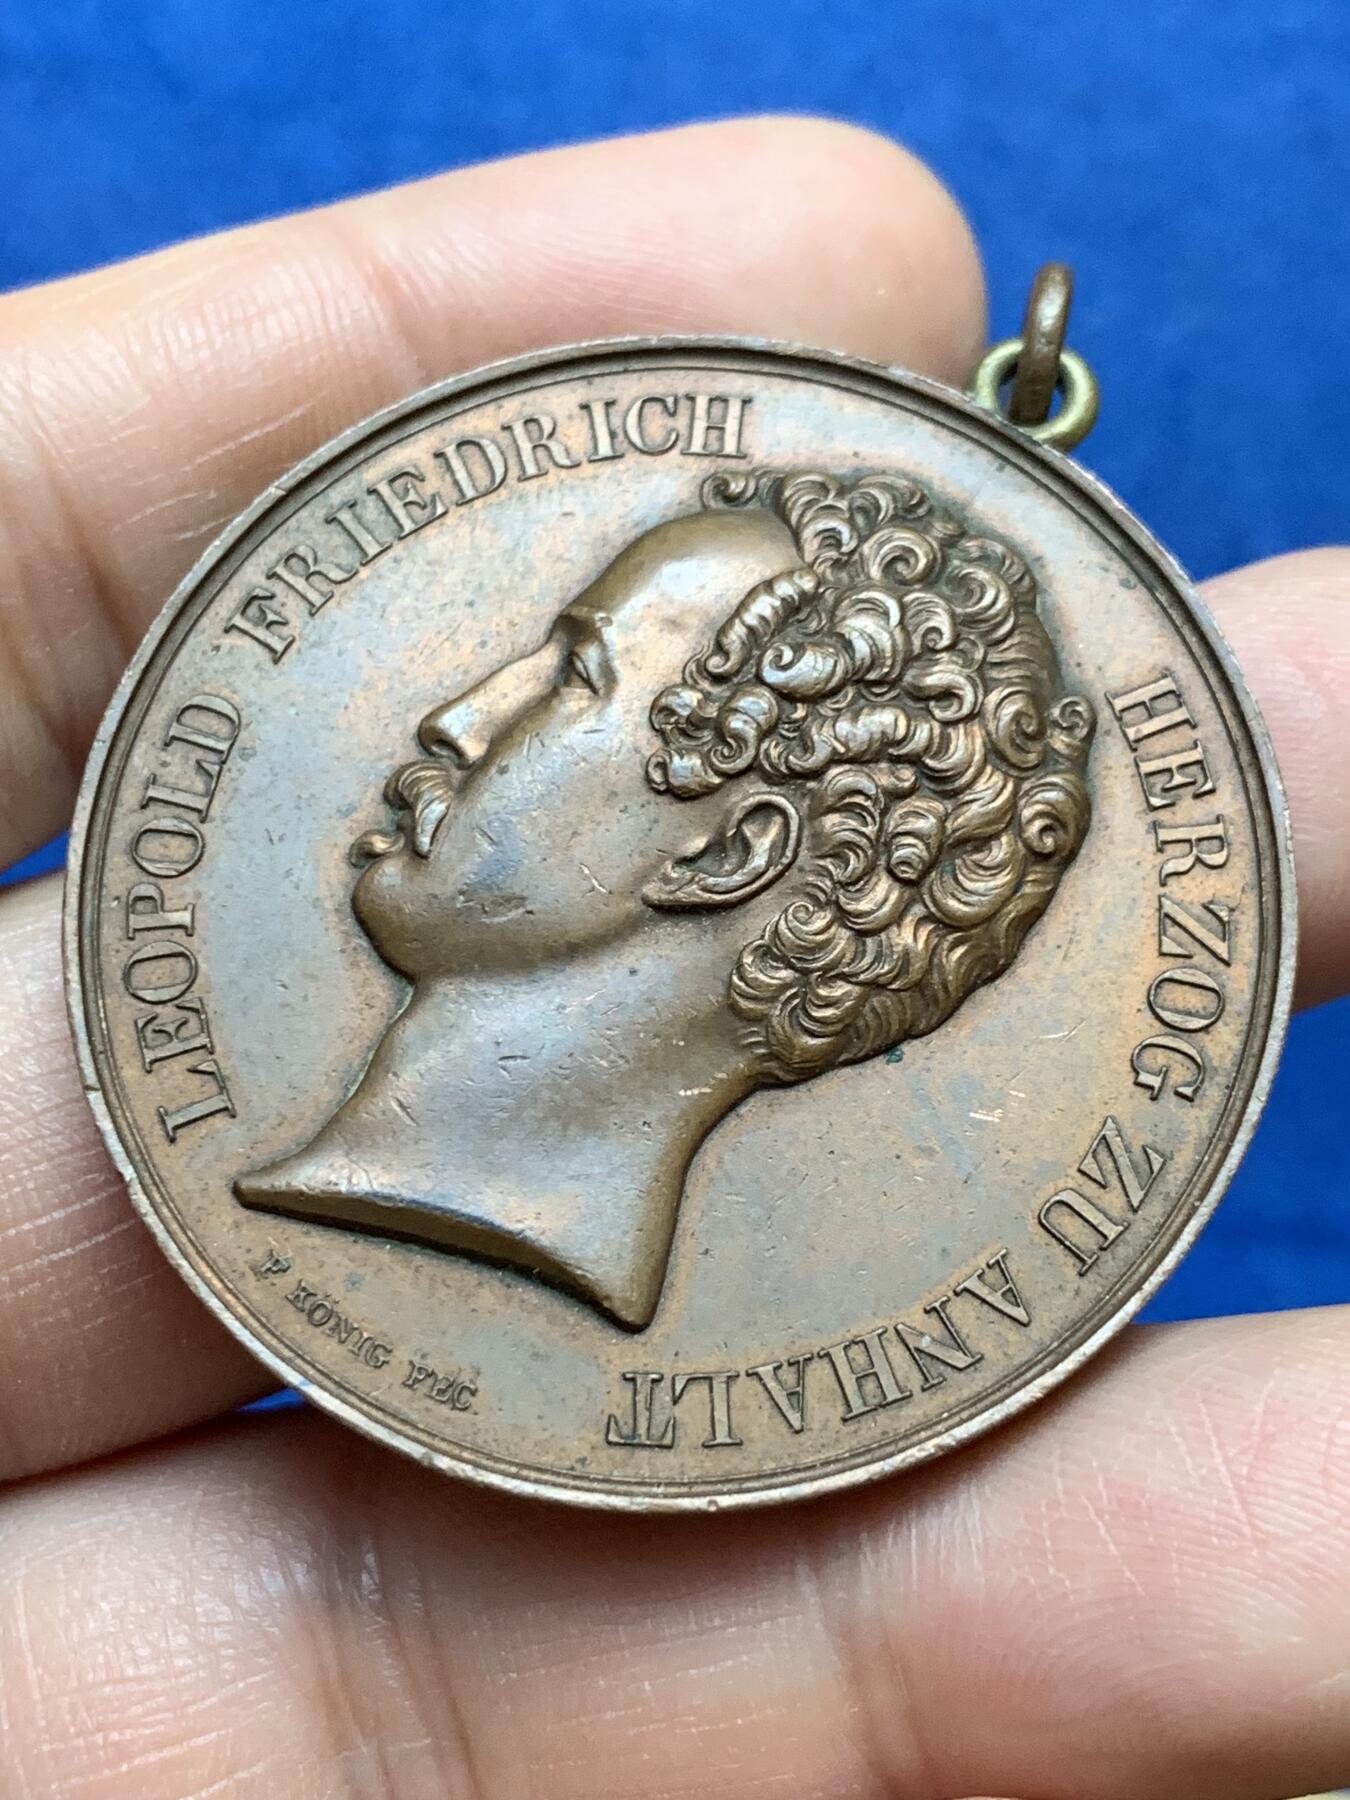 LEOPOLD FRIEDRICH HERZOG ZU ANHALT
P KÖNIG FEC